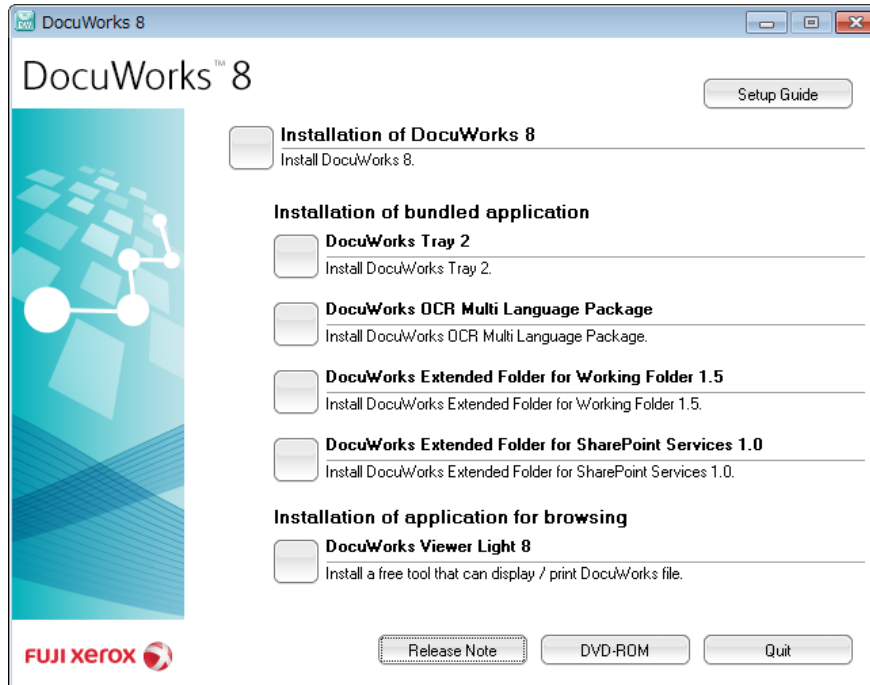 DocuWorks 8
DocuWorks™ 8
Setup Guide
Installation of DocuWorks 8
Install DocuWorks 8.
Installation of bundled application
DocuWorks Tray 2
Install DocuWorks Tray 2.
DocuWorks OCR Multi Language Package
Install DocuWorks OCR Multi Language Package.
DocuWorks Extended Folder for Working Folder 1.5
Install DocuWorks Extended Folder for Working Folder 1.5.
DocuWorks Extended Folder for SharePoint Services 1.0
Install DocuWorks Extended Folder for SharePoint Services 1.0.
Installation of application for browsing
DocuWorks Viewer Light 8
Install a free tool that can display / print DocuWorks file.
FUJI xerox
Release Note
DVD-ROM
Quit